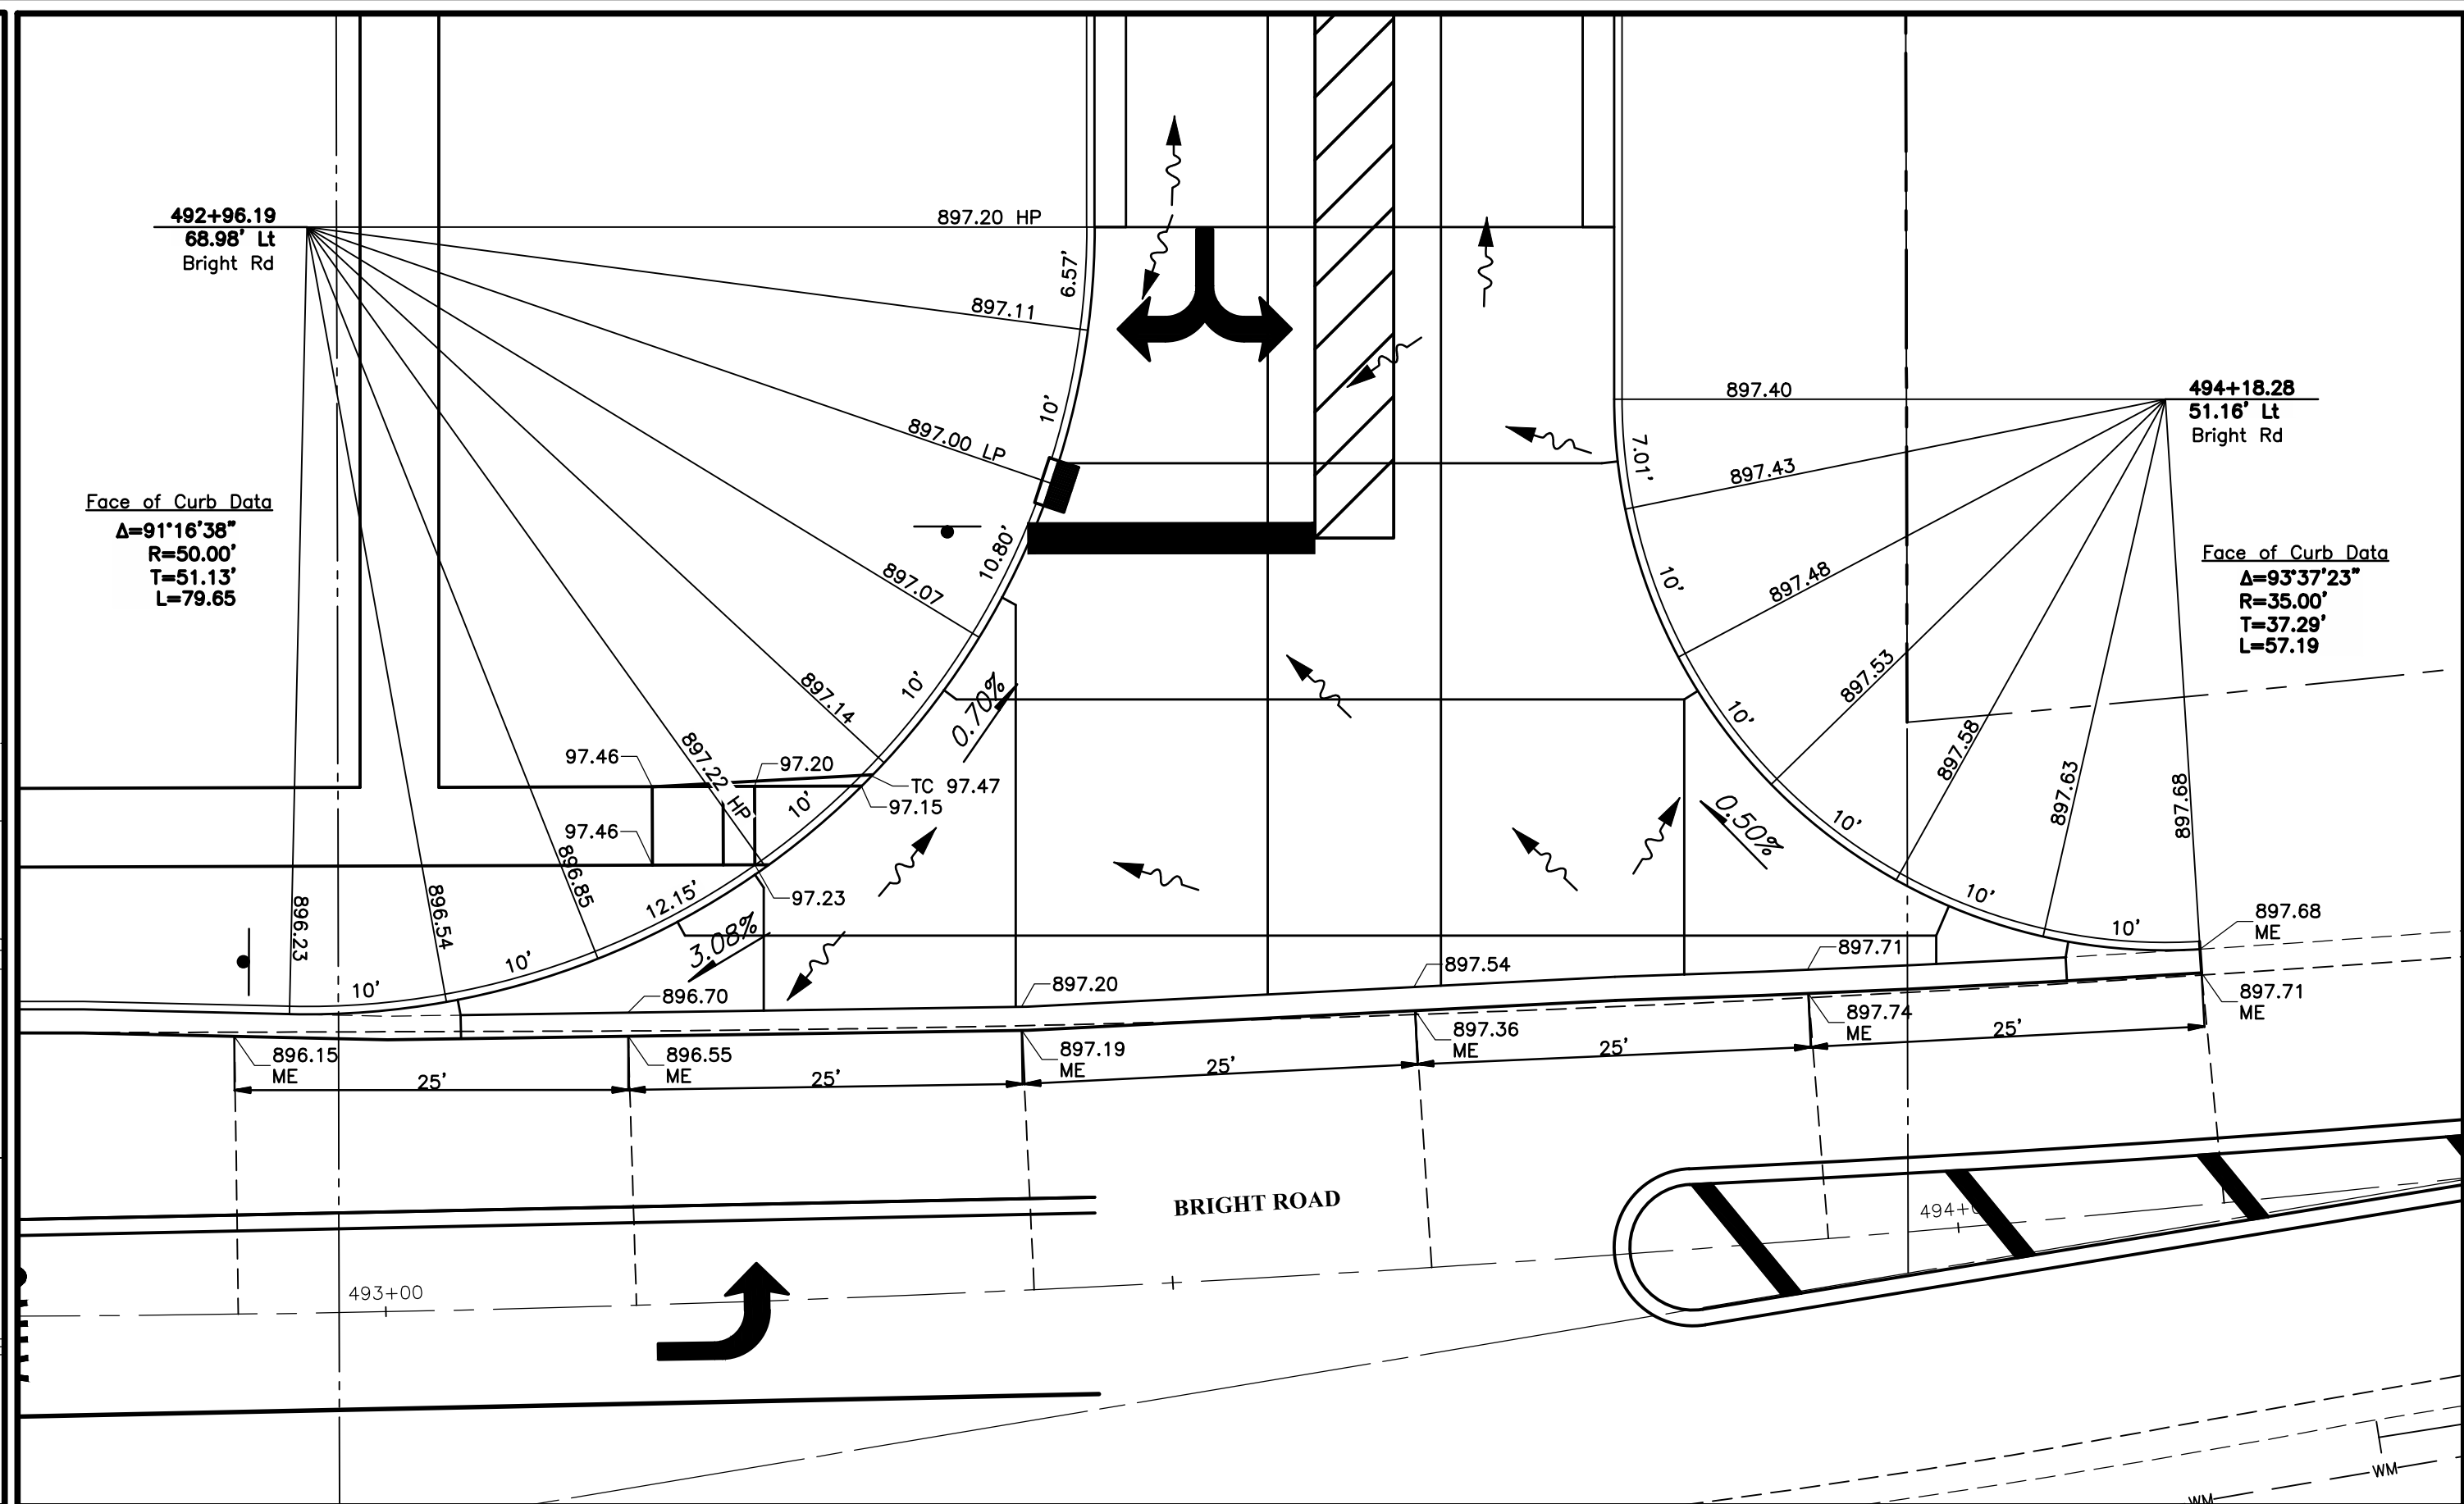 492+96.19
68.98' Lt
Bright Rd
897.20 HP
6.57'
897.11
10'
897.00 LP
Face of Curb Data
Δ=91°16'38"
R=50.00'
T=51.13'
L=79.65
10.80'
897.07
10'
897.14
0.70%
897.22 HP
10'
97.46
97.20
TC 97.47
97.15
97.46
97.23
896.85
12.15'
3.08%
896.54
10'
896.23
10'
897.40
494+18.28
51.16' Lt
Bright Rd
7.01'
897.43
10'
897.48
Face of Curb Data
Δ=93°37'23"
R=35.00'
T=37.29'
L=57.19
10'
897.53
0.50%
10'
897.58
10'
897.63
10'
897.68
897.68
ME
896.70
897.20
897.54
897.71
897.71
ME
896.15
ME
896.55
ME
897.19
ME
897.36
ME
897.74
ME
25'
25'
25'
25'
25'
BRIGHT ROAD
493+00
494+0
WM
WM